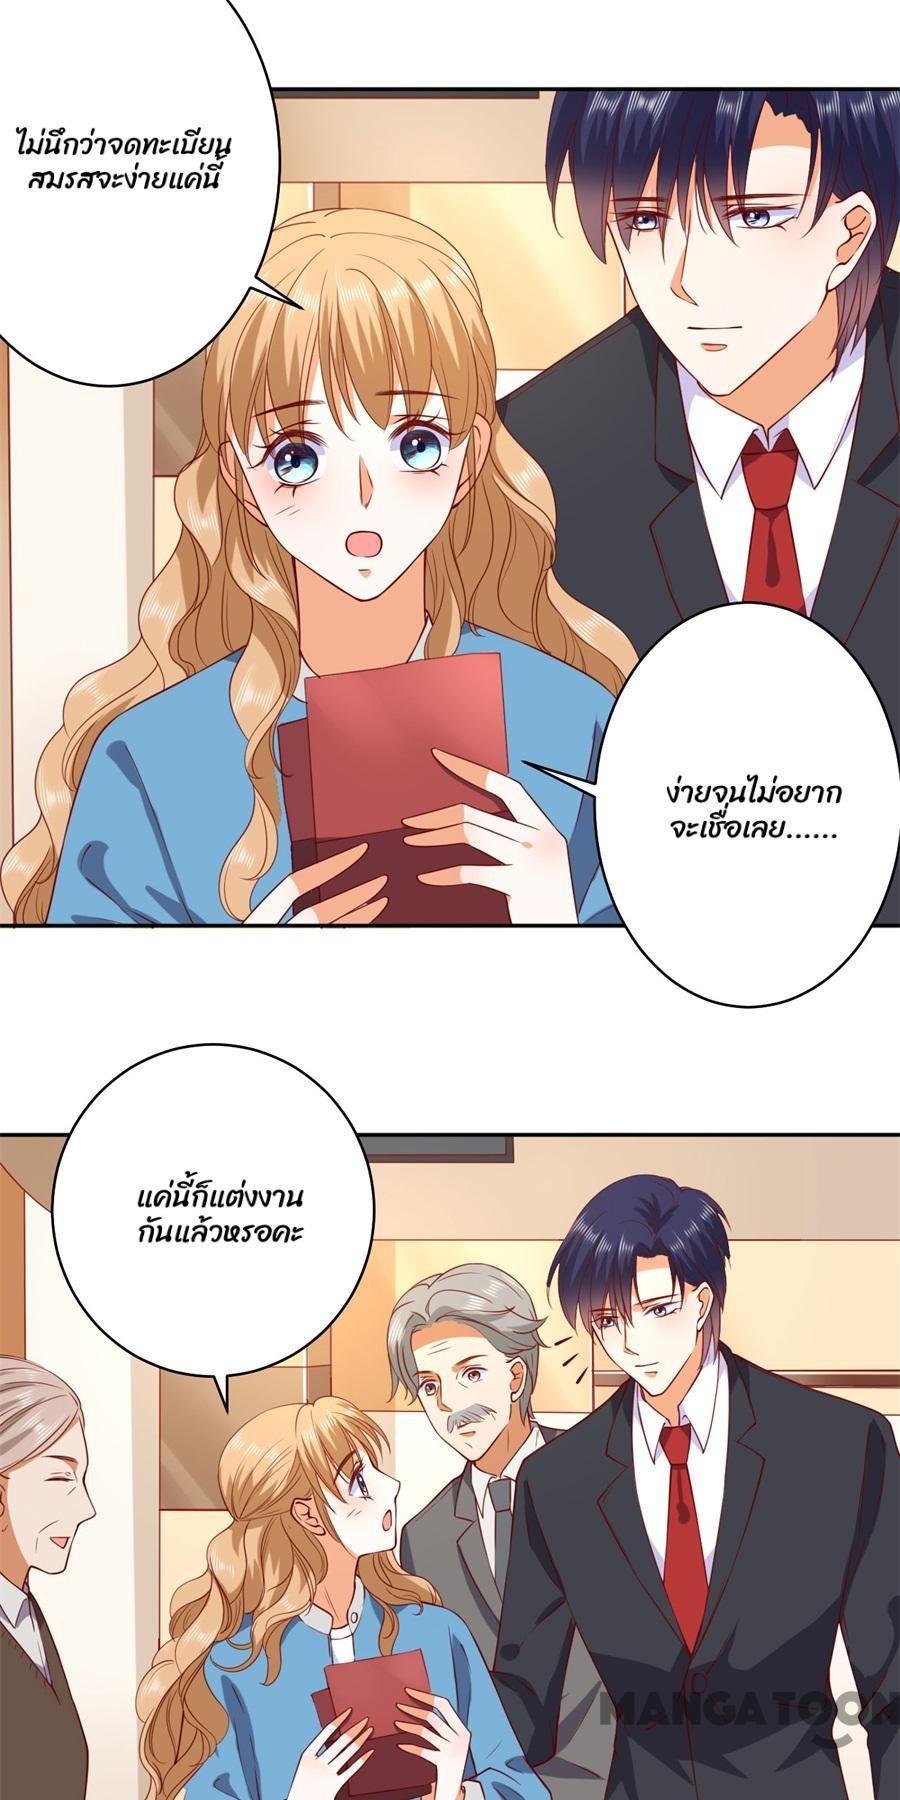 ไม่นึกว่าจดทะเบียน
สมรสจะง่ายแค่นี้
ง่ายจนไม่อยาก
จะเชื่อเลย......
แค่นี้ก็แต่งงาน
กันแล้วหรอคะ
MANGA TOON